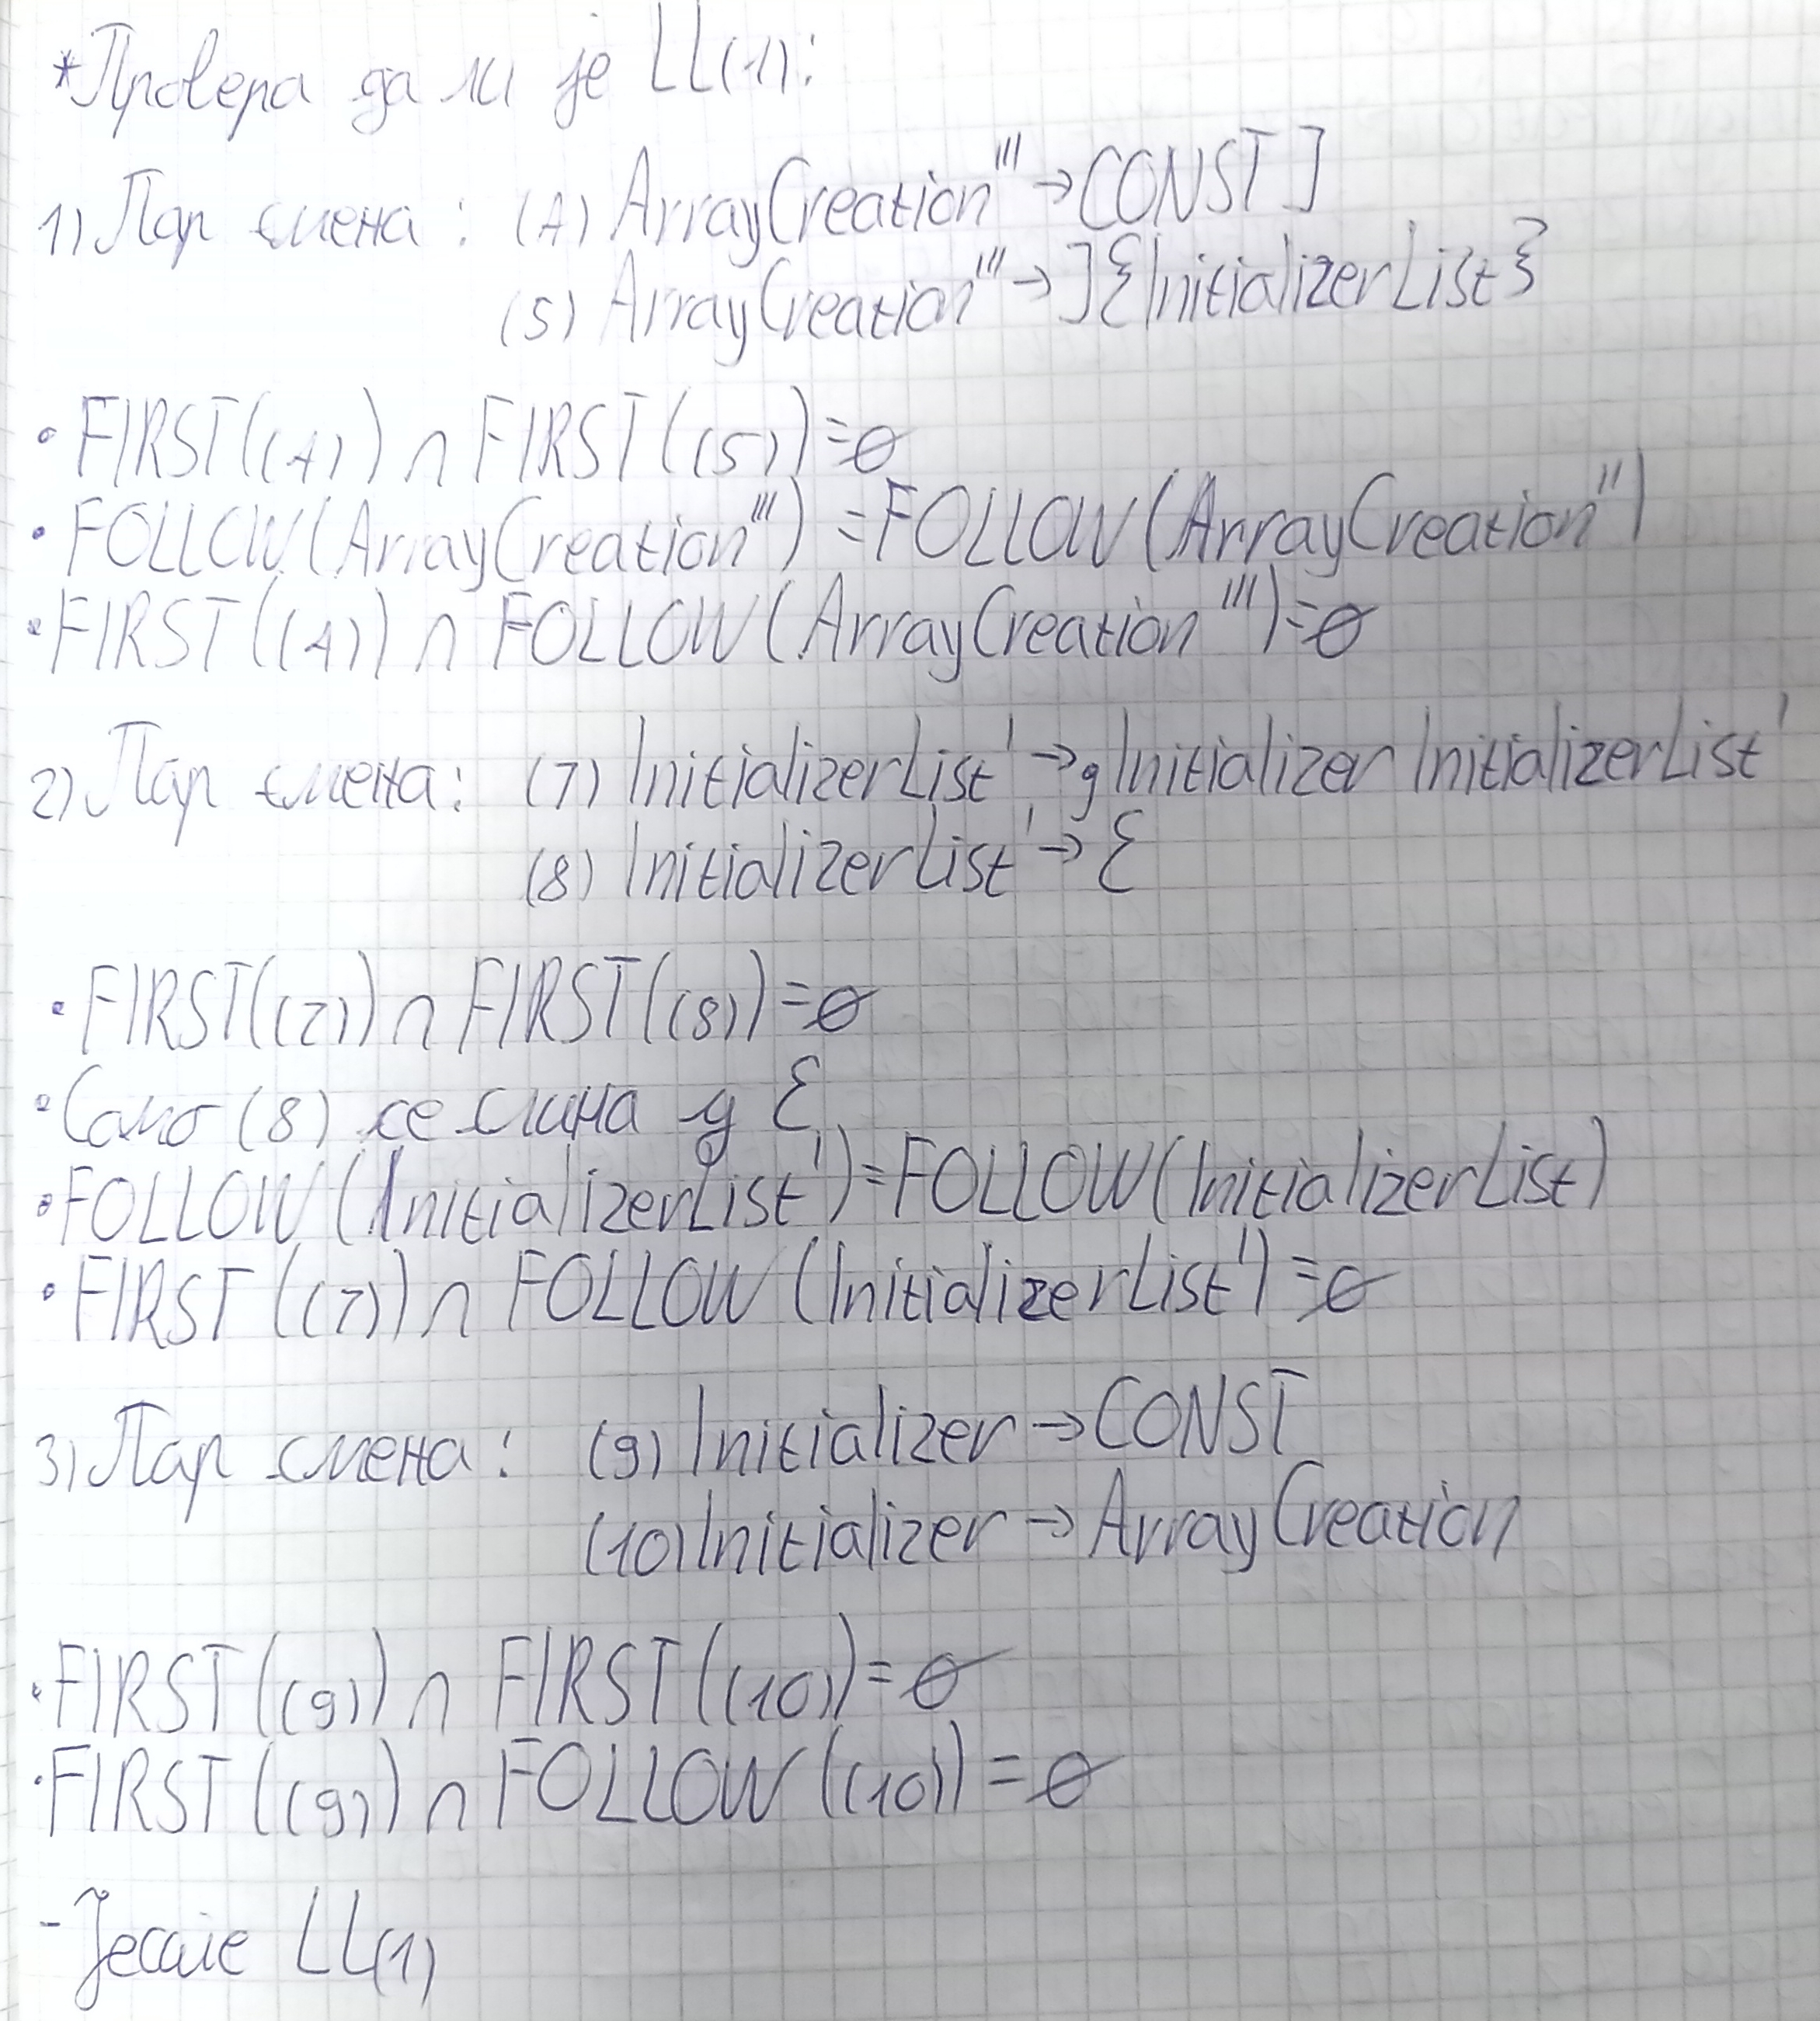 *Провера да ли је LL(1):
1) Пар смена: (4) ArrayCreation''' → CONST ]
(5) ArrayCreation''' → ]{InitializerList}
• FIRST((4)) ∩ FIRST((5)) = ∅
• FOLLOW(ArrayCreation''') = FOLLOW(ArrayCreation'')
• FIRST((4)) ∩ FOLLOW(ArrayCreation''') = ∅
2) Пар смена: (7) InitializerList' → , Initializer InitializerList'
(8) InitializerList' → ε
• FIRST((7)) ∩ FIRST((8)) = ∅
• Само (8) се слика у ε
• FOLLOW(InitializerList') = FOLLOW(InitializerList)
• FIRST((7)) ∩ FOLLOW(InitializerList') = ∅
3) Пар смена: (9) Initializer → CONST
(10) Initializer → ArrayCreation
• FIRST((9)) ∩ FIRST((10)) = ∅
• FIRST((9)) ∩ FOLLOW((10)) = ∅
- Јесте LL(1)